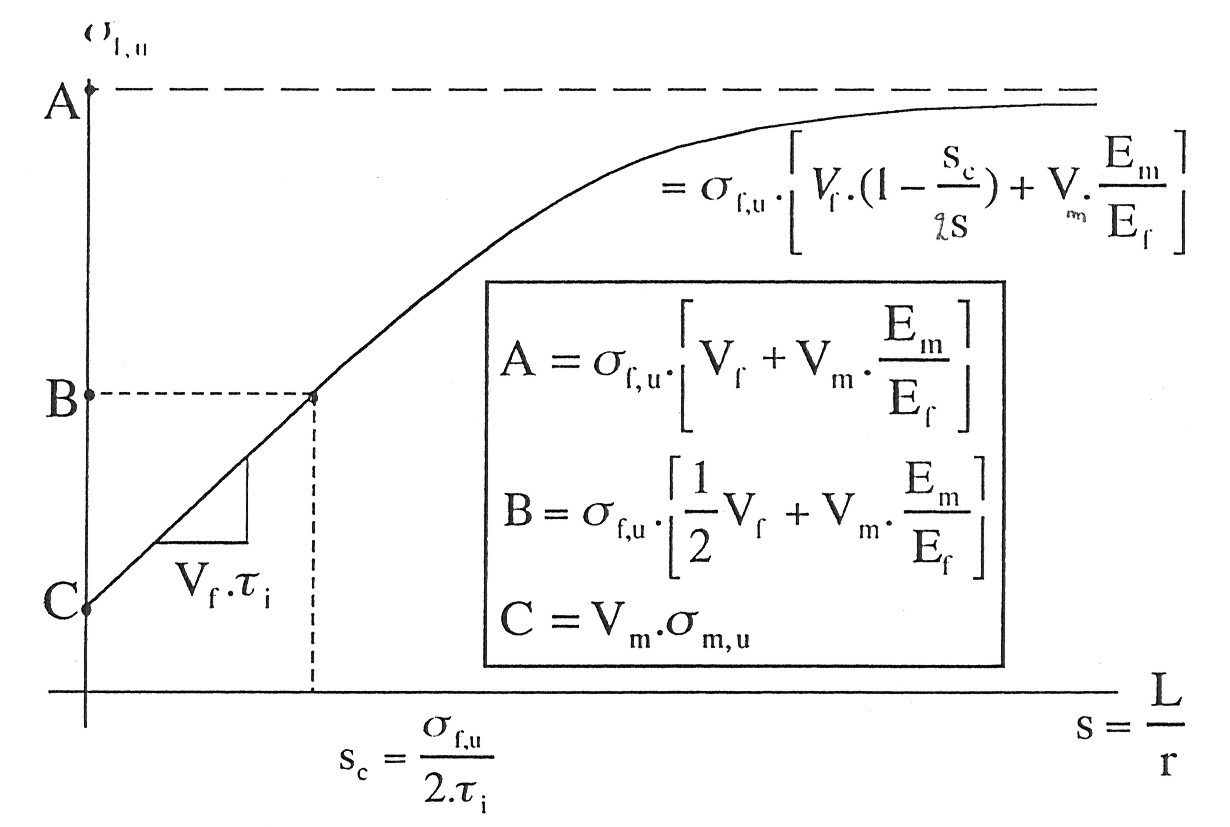 σ_{1,u}
A
= σ_{f,u}·[V_f·(1 − s_c/2s) + V_m·E_m/E_f]
A = σ_{f,u}·[V_f + V_m·E_m/E_f]
B
B = σ_{f,u}·[1/2 V_f + V_m·E_m/E_f]
V_f·τ_i
C
C = V_m·σ_{m,u}
s_c = σ_{f,u}/2·τ_i
s = L/r